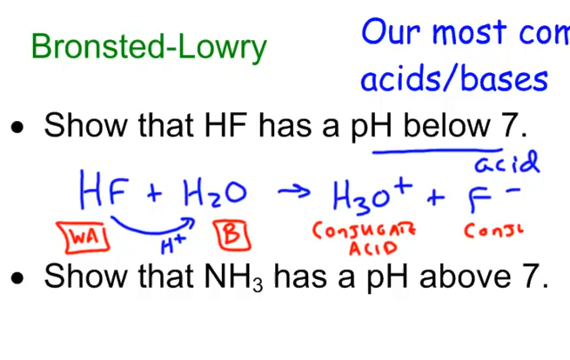 Bronsted-Lowry
Our most com
acids/bases
• Show that HF has a pH below 7.
acid
HF + H₂O → H₃O⁺ + F⁻
WA H⁺ B CONJUGATE ACID CONJU
• Show that NH₃ has a pH above 7.